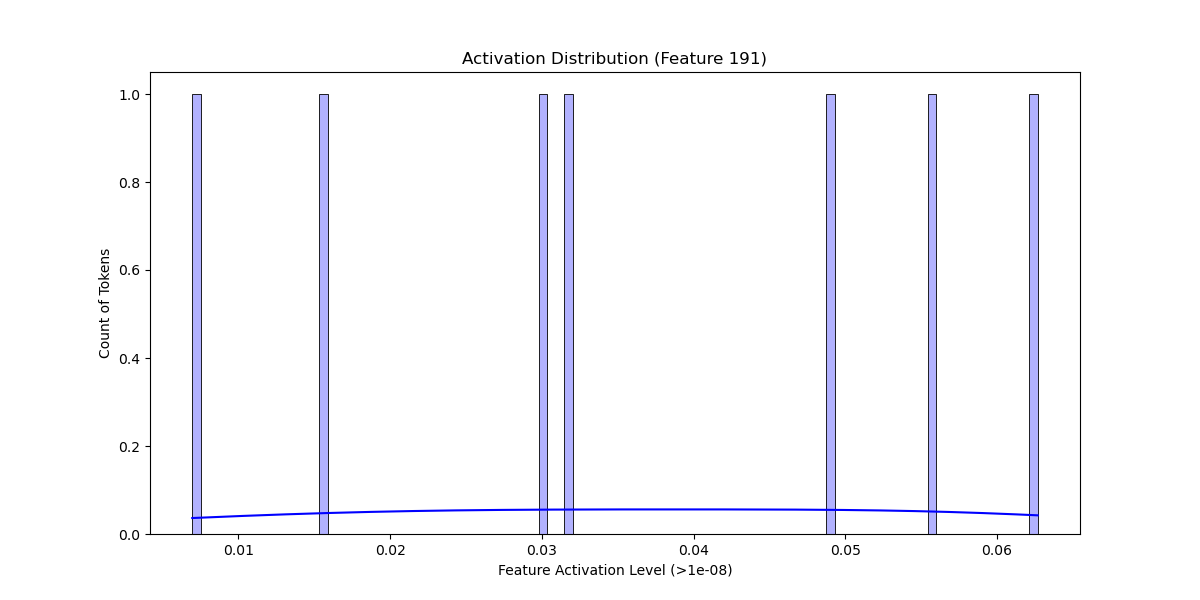 Activation Distribution (Feature 191)
1.0
0.8
0.6
0.4
0.2
0.0
Count of Tokens
0.01 0.02 0.03 0.04 0.05 0.06
Feature Activation Level (>1e-08)